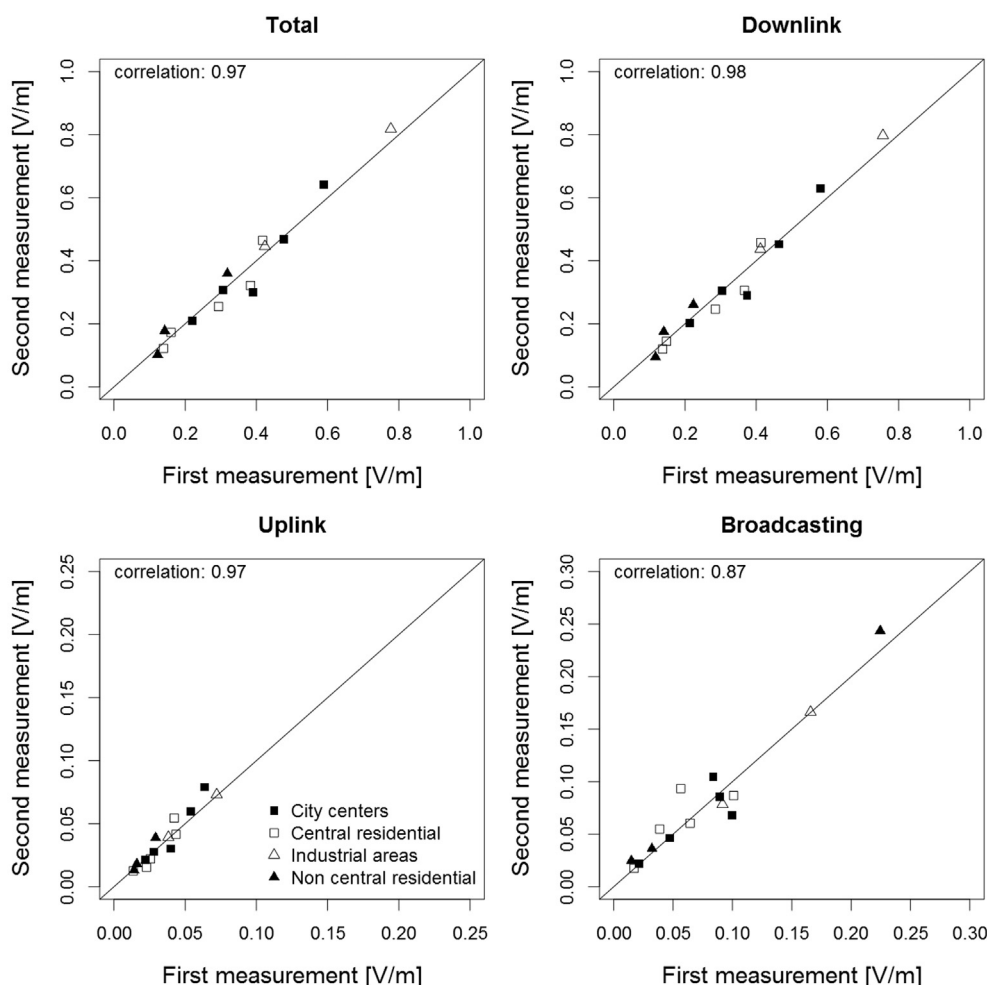 Total
correlation: 0.97
Second measurement [V/m]
1.0
0.8
0.6
0.4
0.2
0.0
0.0 0.2 0.4 0.6 0.8 1.0
First measurement [V/m]
Downlink
correlation: 0.98
Second measurement [V/m]
1.0
0.8
0.6
0.4
0.2
0.0
0.0 0.2 0.4 0.6 0.8 1.0
First measurement [V/m]
Uplink
correlation: 0.97
Second measurement [V/m]
0.25
0.20
0.15
0.10
0.05
0.00
City centers
Central residential
Industrial areas
Non central residential
0.00 0.05 0.10 0.15 0.20 0.25
First measurement [V/m]
Broadcasting
correlation: 0.87
Second measurement [V/m]
0.30
0.25
0.20
0.15
0.10
0.05
0.00
0.00 0.05 0.10 0.15 0.20 0.25 0.30
First measurement [V/m]